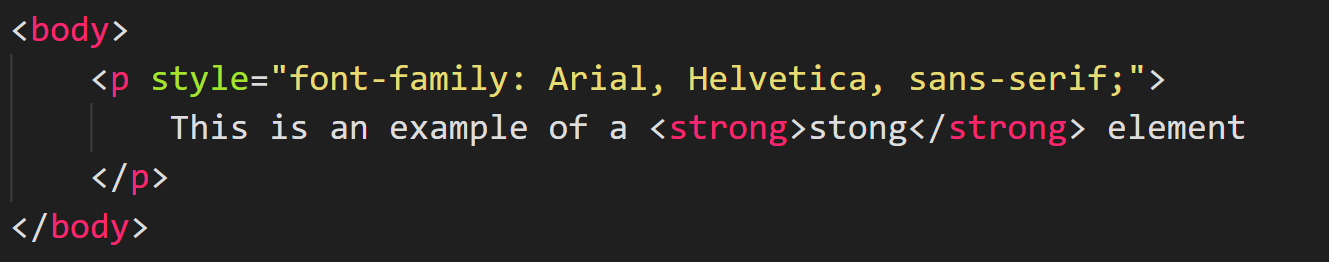 <body>
<p style="font-family: Arial, Helvetica, sans-serif;">
This is an example of a <strong>stong</strong> element
</p>
</body>